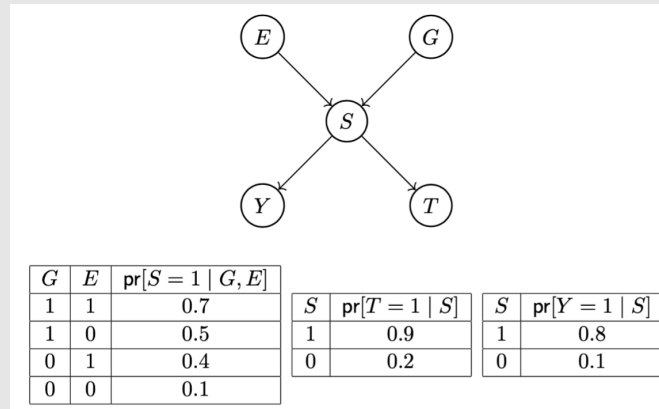 E G
S
Y T
G E pr[S = 1 | G, E]
1 1 0.7
1 0 0.5
0 1 0.4
0 0 0.1
S pr[T = 1 | S]
1 0.9
0 0.2
S pr[Y = 1 | S]
1 0.8
0 0.1